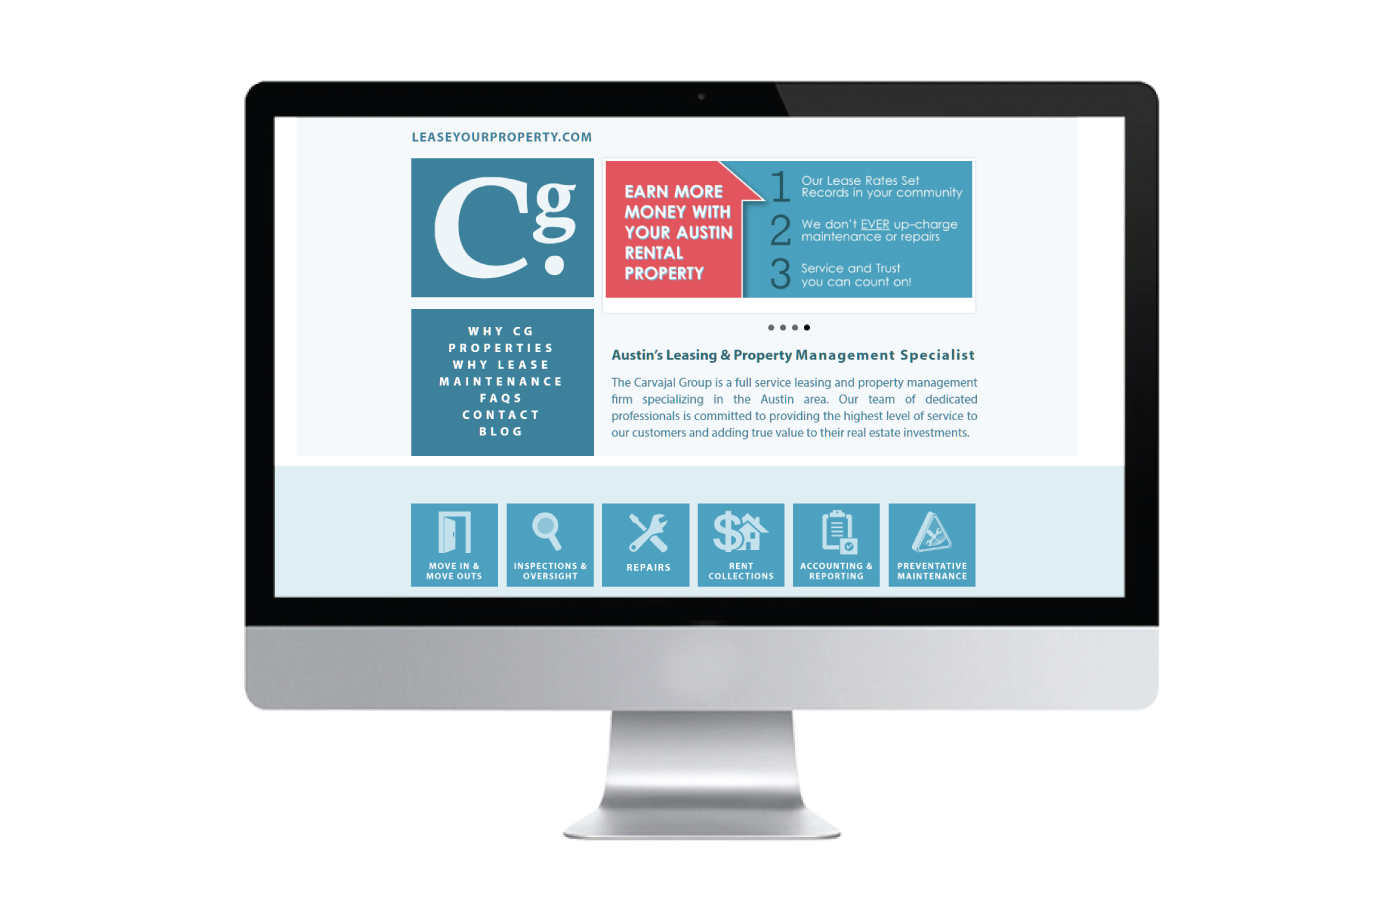 LEASEYOURPROPERTY.COM
Cg.
EARN MORE
MONEY WITH
YOUR AUSTIN
RENTAL
PROPERTY
1 Our Lease Rates Set
Records in your community
2 We don't EVER up-charge
maintenance or repairs
3 Service and Trust
you can count on!
WHY CG
PROPERTIES
WHY LEASE
MAINTENANCE
FAQS
CONTACT
BLOG
Austin's Leasing & Property Management Specialist
The Carvajal Group is a full service leasing and property management
firm specializing in the Austin area. Our team of dedicated
professionals is committed to providing the highest level of service to
our customers and adding true value to their real estate investments.
MOVE IN &
MOVE OUTS
INSPECTIONS &
OVERSIGHT
REPAIRS
RENT
COLLECTIONS
ACCOUNTING &
REPORTING
PREVENTATIVE
MAINTENANCE